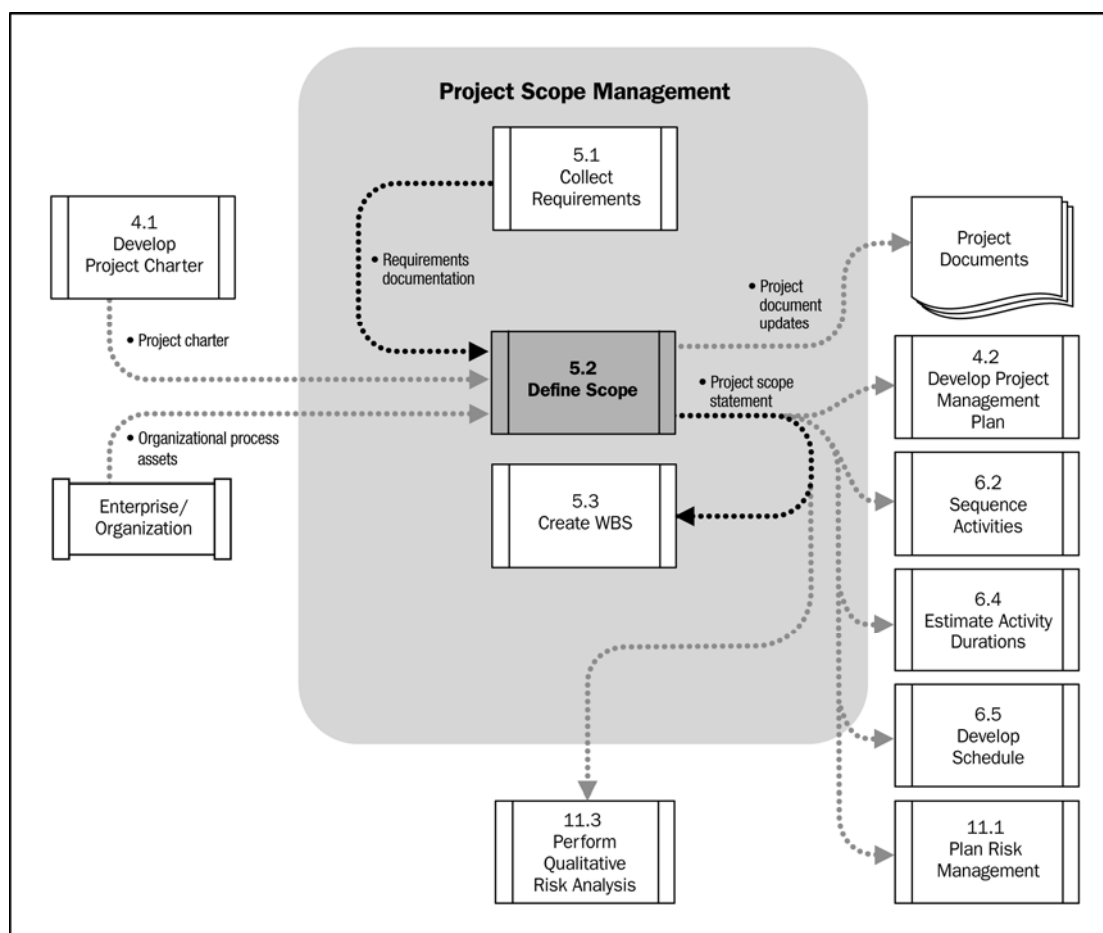 Project Scope Management
5.1
Collect
Requirements
4.1
Develop
Project Charter
• Requirements
documentation
Project
Documents
• Project
document
updates
• Project charter
5.2
Define Scope
• Project scope
statement
4.2
Develop Project
Management
Plan
• Organizational process
assets
Enterprise/
Organization
5.3
Create WBS
6.2
Sequence
Activities
6.4
Estimate Activity
Durations
6.5
Develop
Schedule
11.3
Perform
Qualitative
Risk Analysis
11.1
Plan Risk
Management